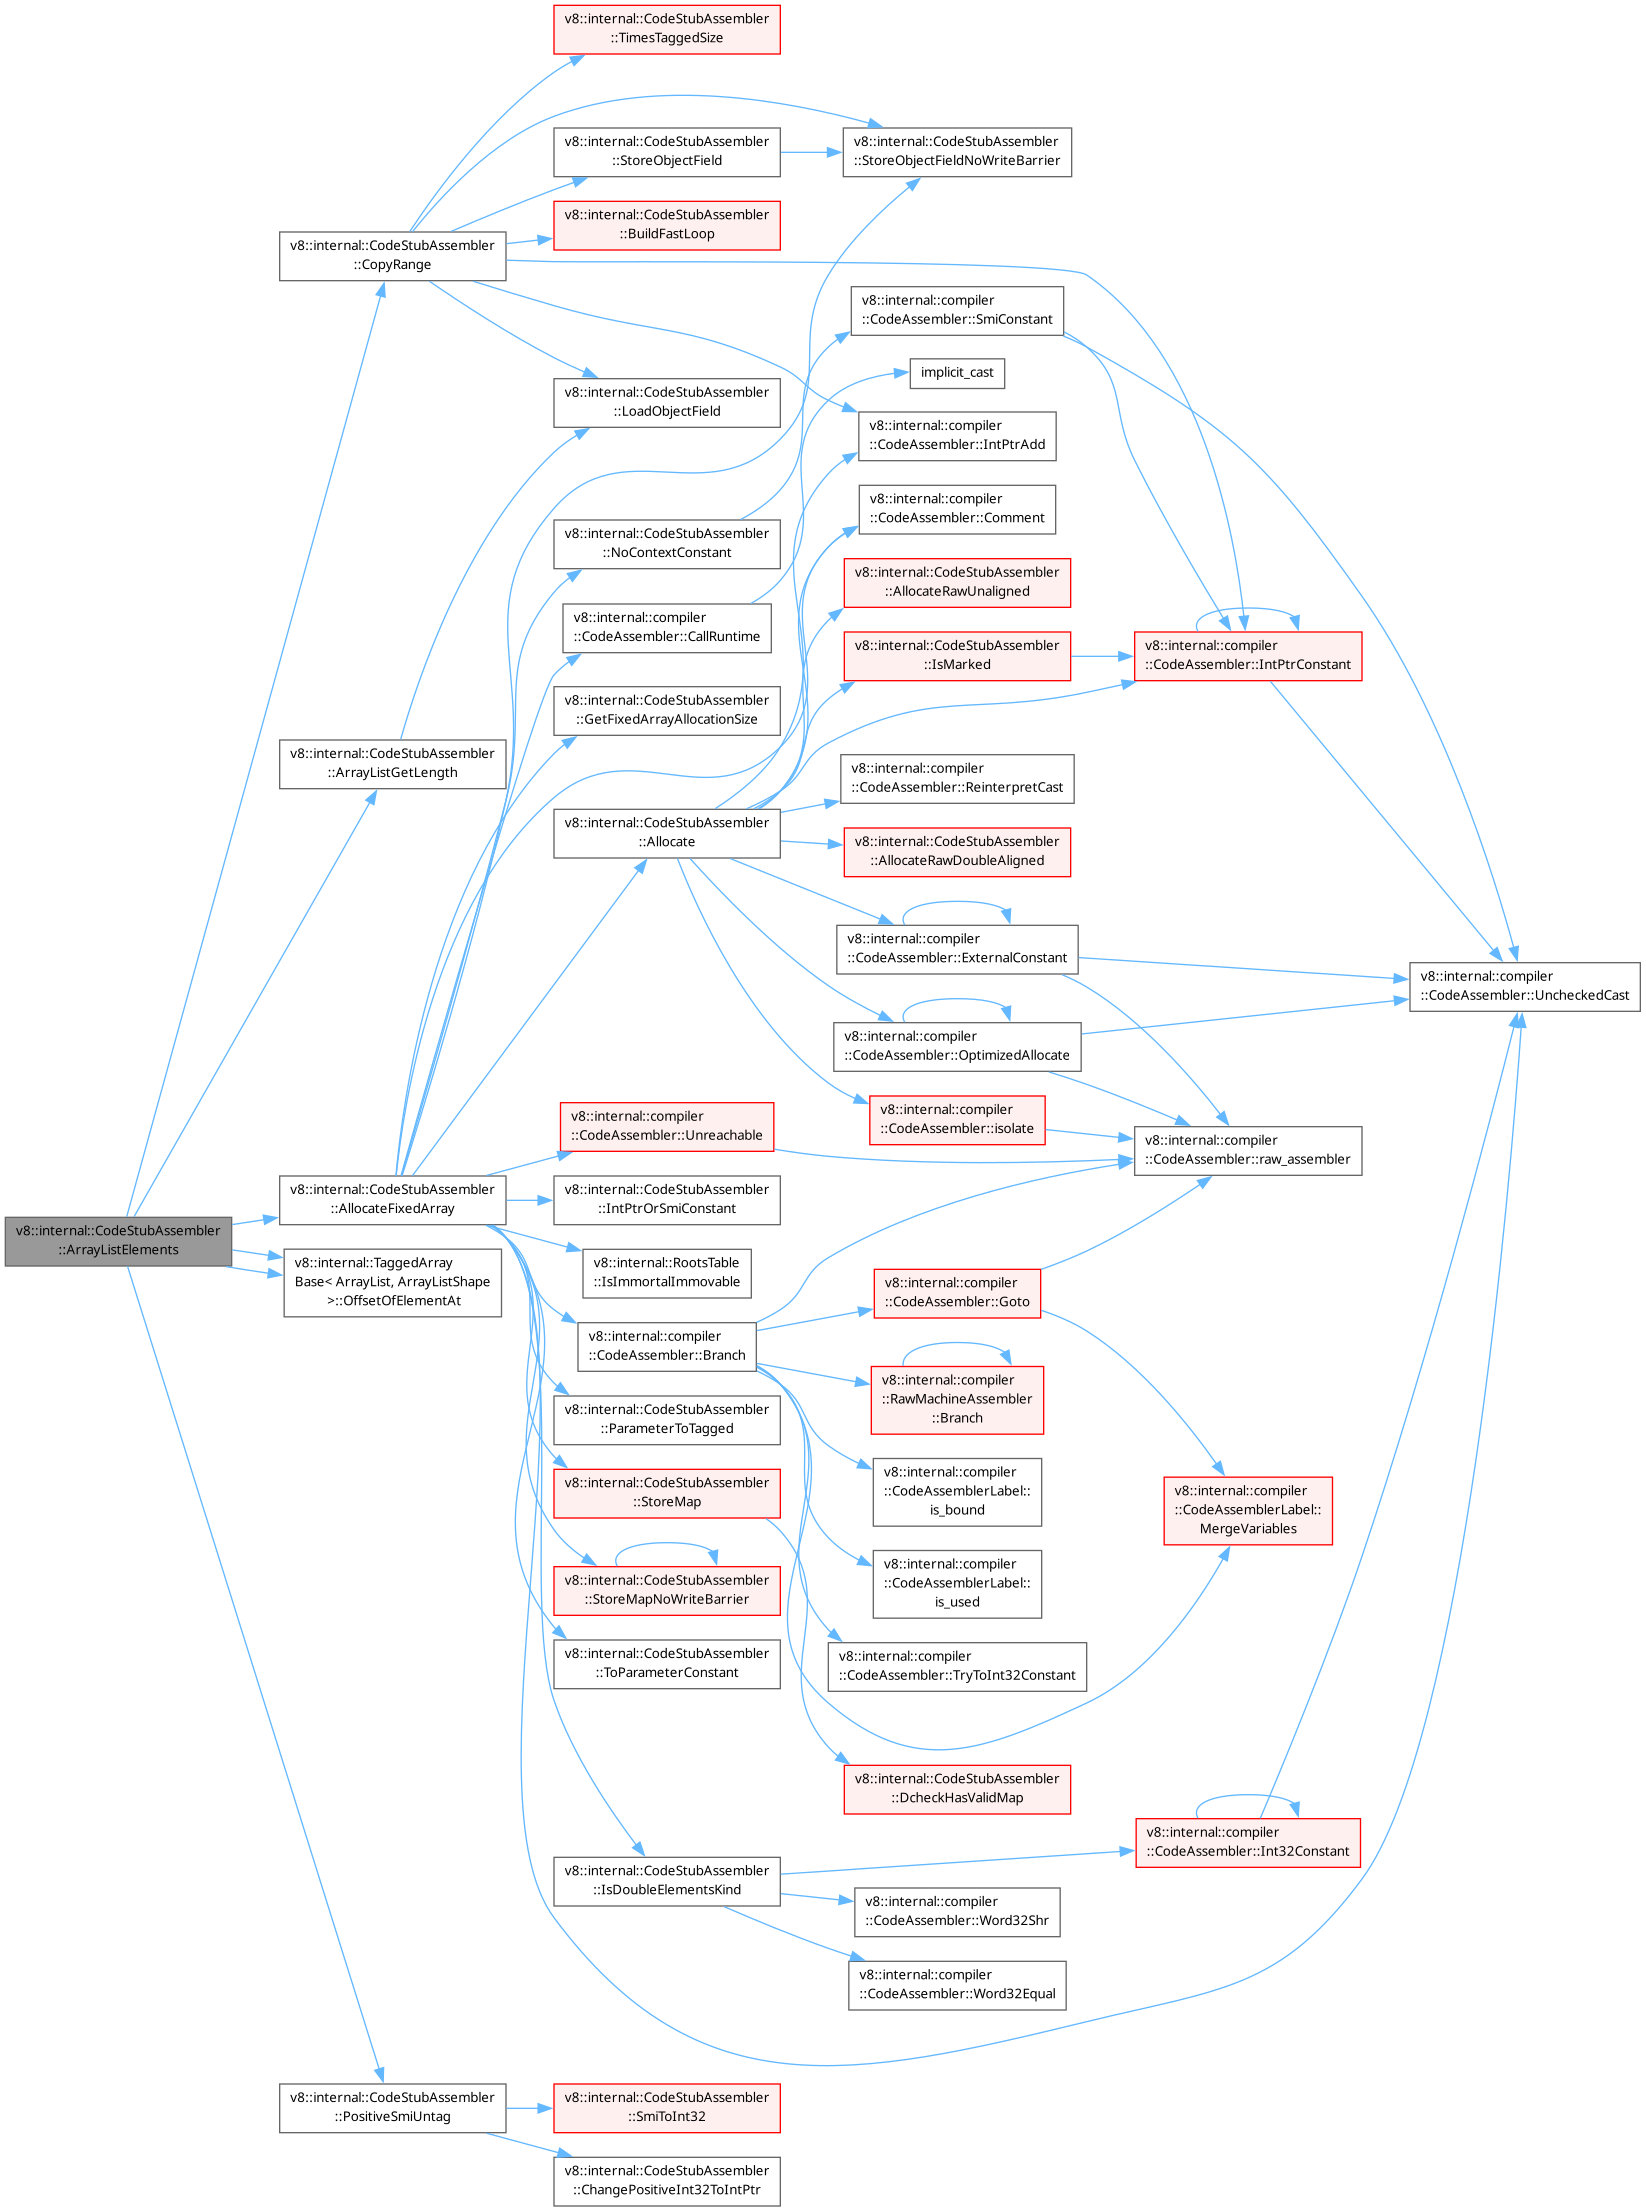 v8::internal::CodeStubAssembler
::TimesTaggedSize
v8::internal::CodeStubAssembler
::StoreObjectField
v8::internal::CodeStubAssembler
::StoreObjectFieldNoWriteBarrier
v8::internal::CodeStubAssembler
::BuildFastLoop
v8::internal::CodeStubAssembler
::CopyRange
v8::internal::compiler
::CodeAssembler::SmiConstant
implicit_cast
v8::internal::CodeStubAssembler
::LoadObjectField
v8::internal::compiler
::CodeAssembler::IntPtrAdd
v8::internal::compiler
::CodeAssembler::Comment
v8::internal::CodeStubAssembler
::NoContextConstant
v8::internal::CodeStubAssembler
::AllocateRawUnaligned
v8::internal::compiler
::CodeAssembler::CallRuntime
v8::internal::CodeStubAssembler
::IsMarked
v8::internal::compiler
::CodeAssembler::IntPtrConstant
v8::internal::CodeStubAssembler
::GetFixedArrayAllocationSize
v8::internal::CodeStubAssembler
::ArrayListGetLength
v8::internal::compiler
::CodeAssembler::ReinterpretCast
v8::internal::CodeStubAssembler
::Allocate
v8::internal::CodeStubAssembler
::AllocateRawDoubleAligned
v8::internal::compiler
::CodeAssembler::ExternalConstant
v8::internal::compiler
::CodeAssembler::UncheckedCast
v8::internal::compiler
::CodeAssembler::OptimizedAllocate
v8::internal::compiler
::CodeAssembler::Unreachable
v8::internal::compiler
::CodeAssembler::isolate
v8::internal::compiler
::CodeAssembler::raw_assembler
v8::internal::CodeStubAssembler
::AllocateFixedArray
v8::internal::CodeStubAssembler
::IntPtrOrSmiConstant
v8::internal::CodeStubAssembler
::ArrayListElements
v8::internal::TaggedArray
Base< ArrayList, ArrayListShape
>::OffsetOfElementAt
v8::internal::RootsTable
::IsImmortalImmovable
v8::internal::compiler
::CodeAssembler::Goto
v8::internal::compiler
::CodeAssembler::Branch
v8::internal::compiler
::RawMachineAssembler
::Branch
v8::internal::CodeStubAssembler
::ParameterToTagged
v8::internal::compiler
::CodeAssemblerLabel::
is_bound
v8::internal::CodeStubAssembler
::StoreMap
v8::internal::compiler
::CodeAssemblerLabel::
MergeVariables
v8::internal::compiler
::CodeAssemblerLabel::
is_used
v8::internal::CodeStubAssembler
::StoreMapNoWriteBarrier
v8::internal::CodeStubAssembler
::ToParameterConstant
v8::internal::compiler
::CodeAssembler::TryToInt32Constant
v8::internal::CodeStubAssembler
::DcheckHasValidMap
v8::internal::compiler
::CodeAssembler::Int32Constant
v8::internal::CodeStubAssembler
::IsDoubleElementsKind
v8::internal::compiler
::CodeAssembler::Word32Shr
v8::internal::compiler
::CodeAssembler::Word32Equal
v8::internal::CodeStubAssembler
::PositiveSmiUntag
v8::internal::CodeStubAssembler
::SmiToInt32
v8::internal::CodeStubAssembler
::ChangePositiveInt32ToIntPtr